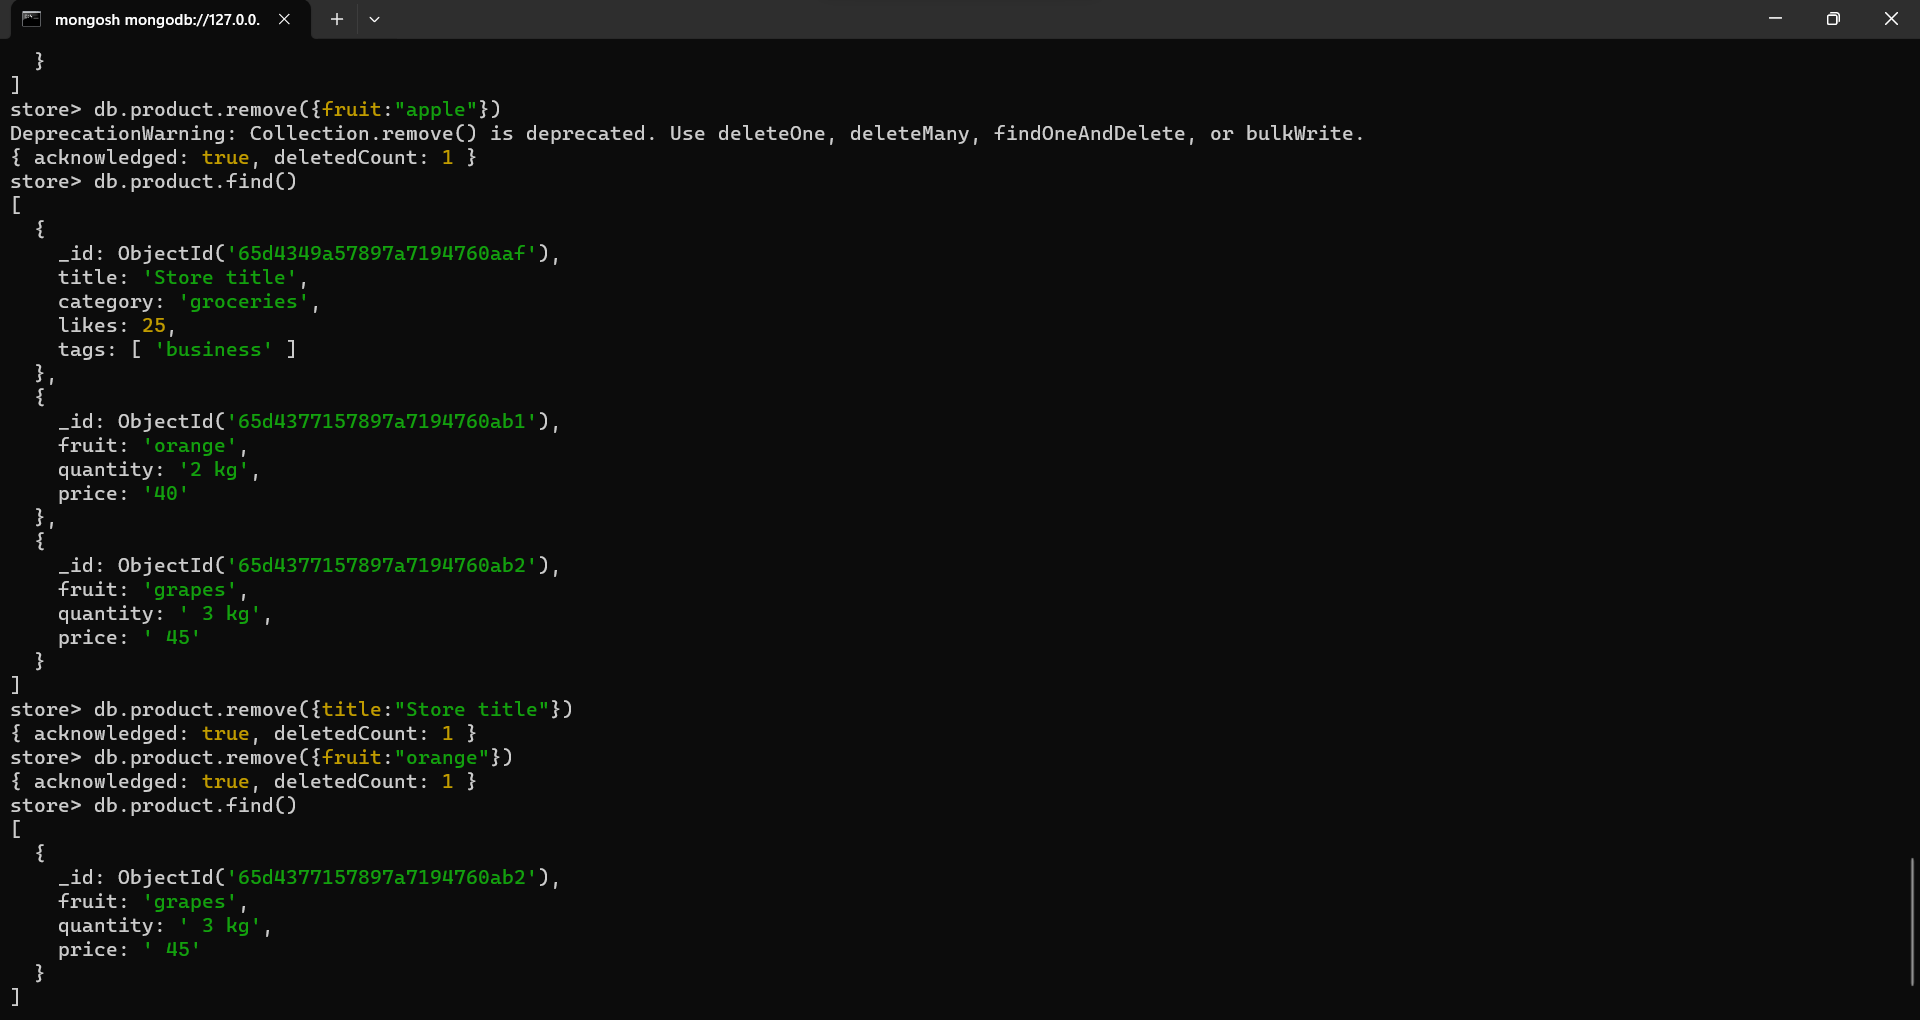 mongosh mongodb://127.0.0.
  }
]
store> db.product.remove({fruit:"apple"})
DeprecationWarning: Collection.remove() is deprecated. Use deleteOne, deleteMany, findOneAndDelete, or bulkWrite.
{ acknowledged: true, deletedCount: 1 }
store> db.product.find()
[
  {
    _id: ObjectId('65d4349a57897a7194760aaf'),
    title: 'Store title',
    category: 'groceries',
    likes: 25,
    tags: [ 'business' ]
  },
  {
    _id: ObjectId('65d4377157897a7194760ab1'),
    fruit: 'orange',
    quantity: '2 kg',
    price: '40'
  },
  {
    _id: ObjectId('65d4377157897a7194760ab2'),
    fruit: 'grapes',
    quantity: ' 3 kg',
    price: ' 45'
  }
]
store> db.product.remove({title:"Store title"})
{ acknowledged: true, deletedCount: 1 }
store> db.product.remove({fruit:"orange"})
{ acknowledged: true, deletedCount: 1 }
store> db.product.find()
[
  {
    _id: ObjectId('65d4377157897a7194760ab2'),
    fruit: 'grapes',
    quantity: ' 3 kg',
    price: ' 45'
  }
]